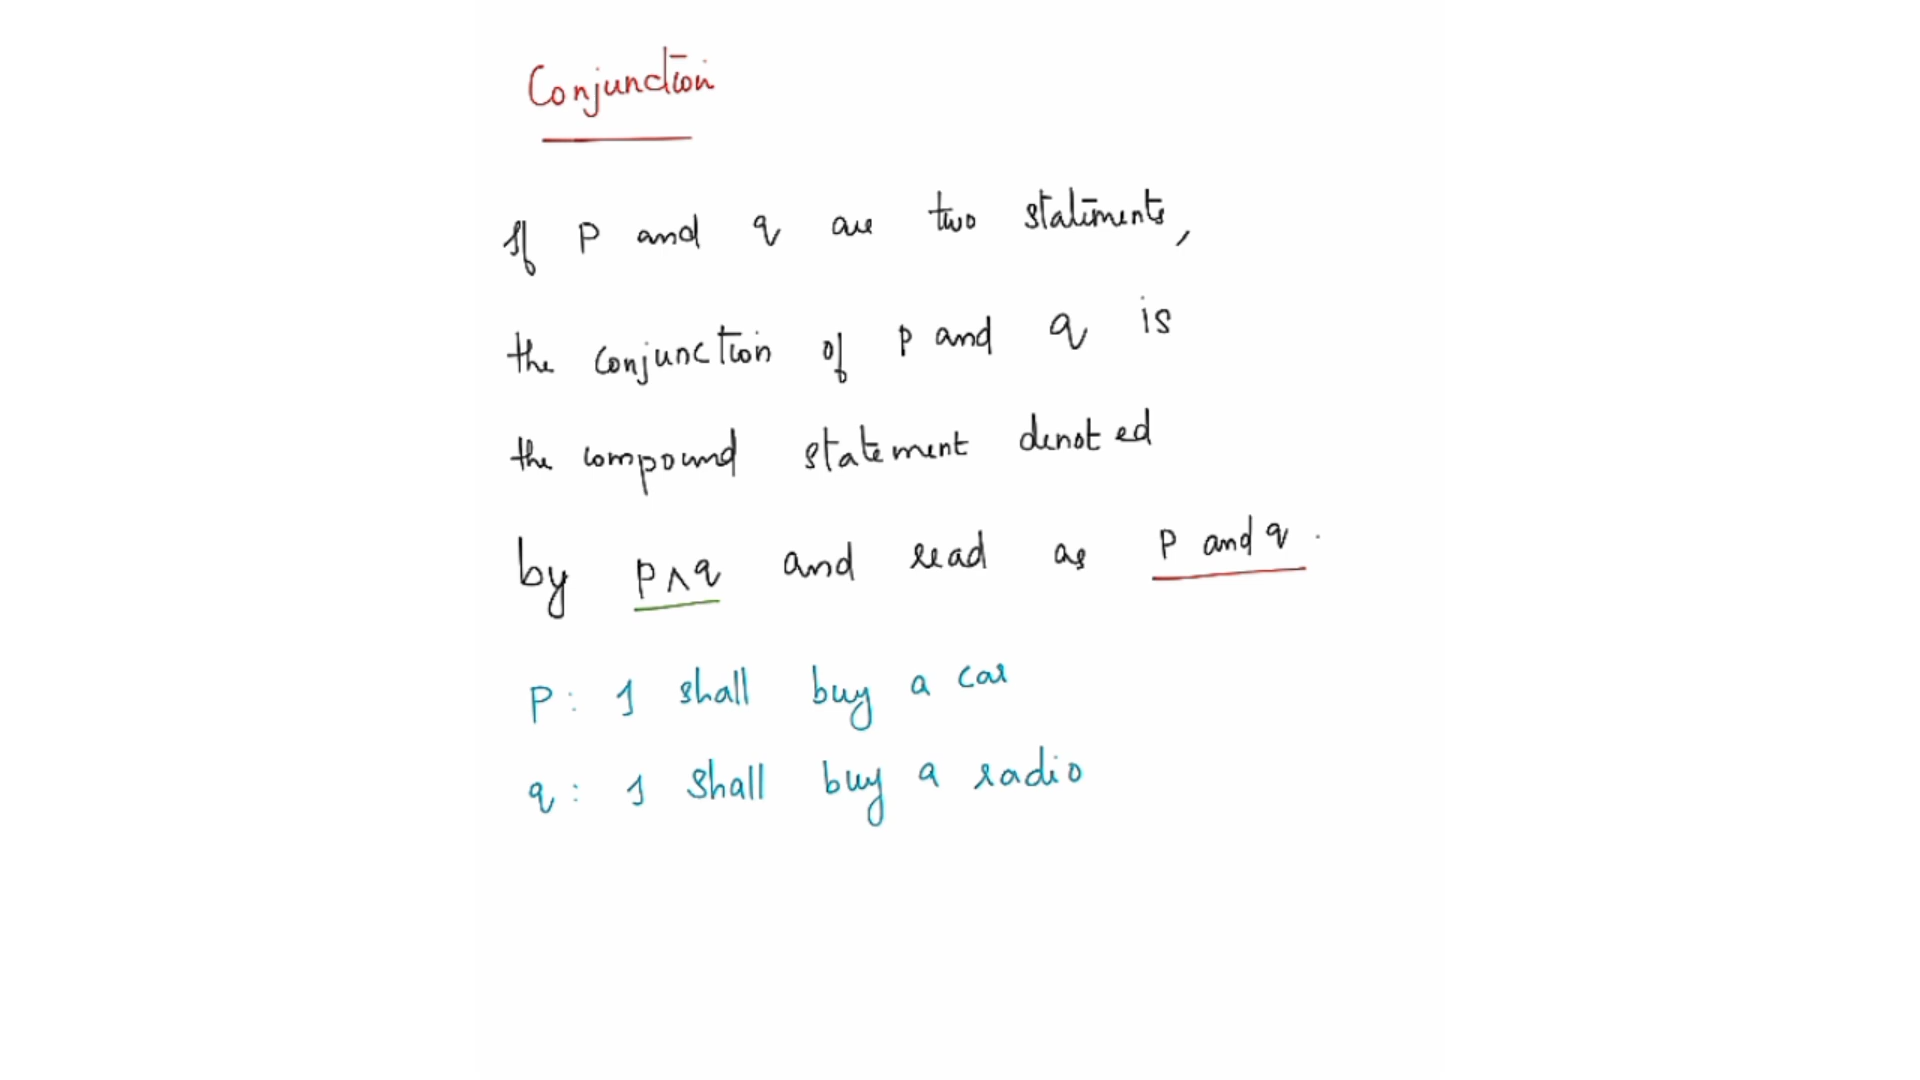 Conjunction
If P and q are two statements,
the conjunction of p and q is
the compound statement denoted
by p∧q and read as P and q.
P: I shall buy a car
q: I shall buy a radio